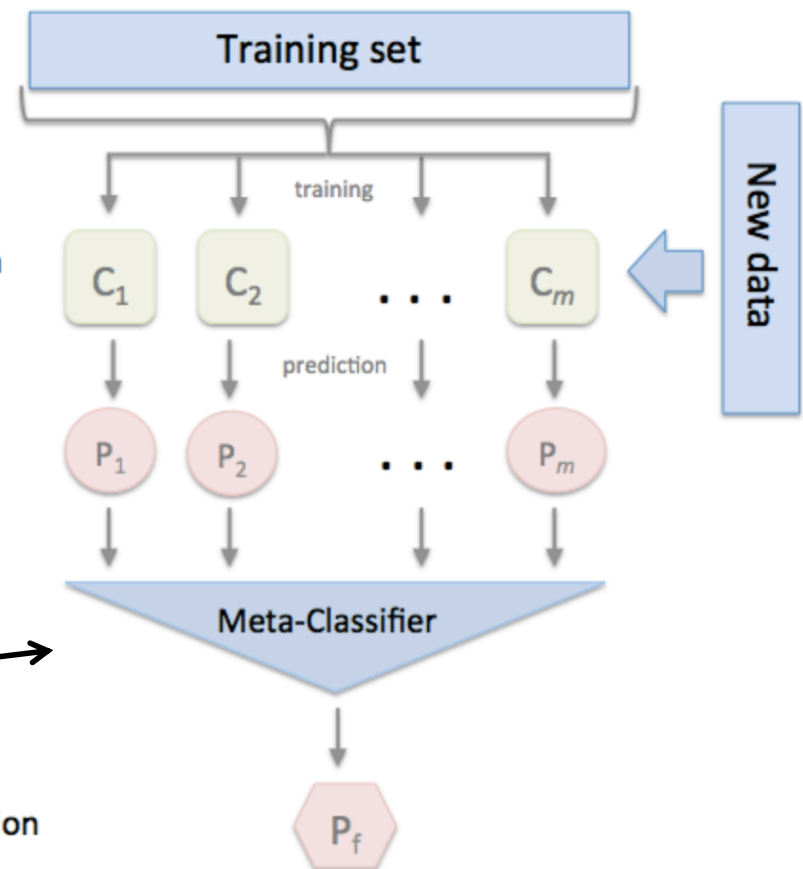 Training set
training
New data
C1 C2 . . . Cm
prediction
P1 P2 . . . Pm
Meta-Classifier
Pf
on